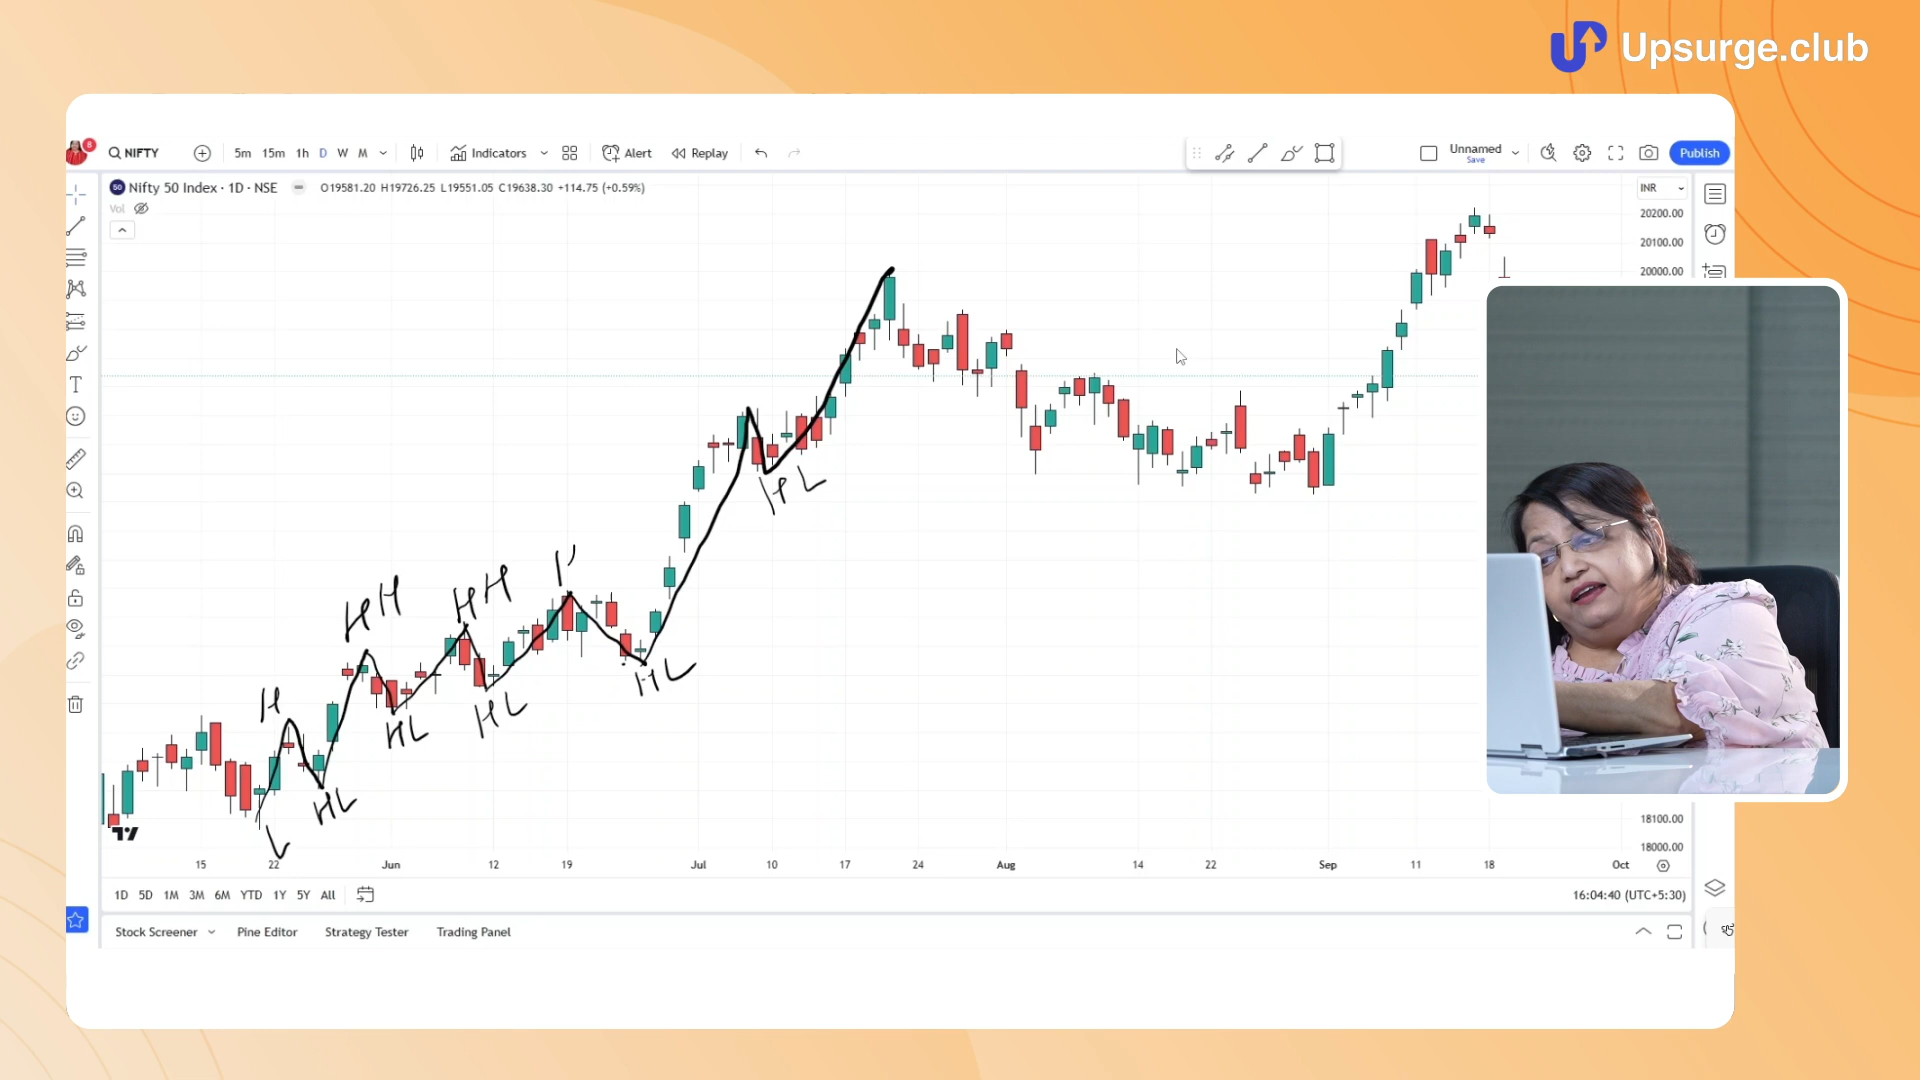 Upsurge.club
8
NIFTY
5m 15m 1h D W M
Indicators
Alert
Replay
Unnamed
Save
Publish
50 Nifty 50 Index · 1D · NSE
O19581.20 H19726.25 L19551.05 C19638.30 +114.75 (+0.59%)
Vol
INR
20200.00
20100.00
20000.00
HL
HH
HH
H
HL
HL
HL
HL
L
18100.00
18000.00
15 22 Jun 12 19 Jul 10 17 24 Aug 14 22 Sep 11 18 Oct
1D 5D 1M 3M 6M YTD 1Y 5Y All
16:04:40 (UTC+5:30)
Stock Screener
Pine Editor
Strategy Tester
Trading Panel